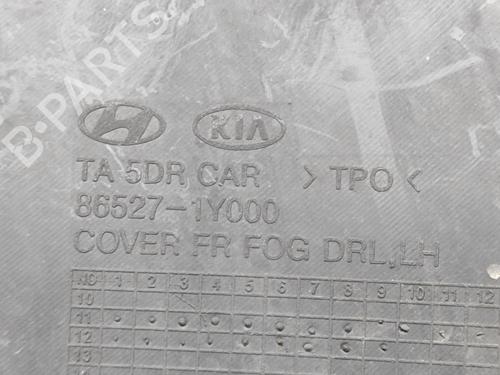 B-PARTS
KIA
TA 5DR CAR >TPO<
86527-1Y000
COVER FR FOG DRL,LH
NO 1 2 3 4 5 6 7 8 9 10 11 12
10
11
12
13